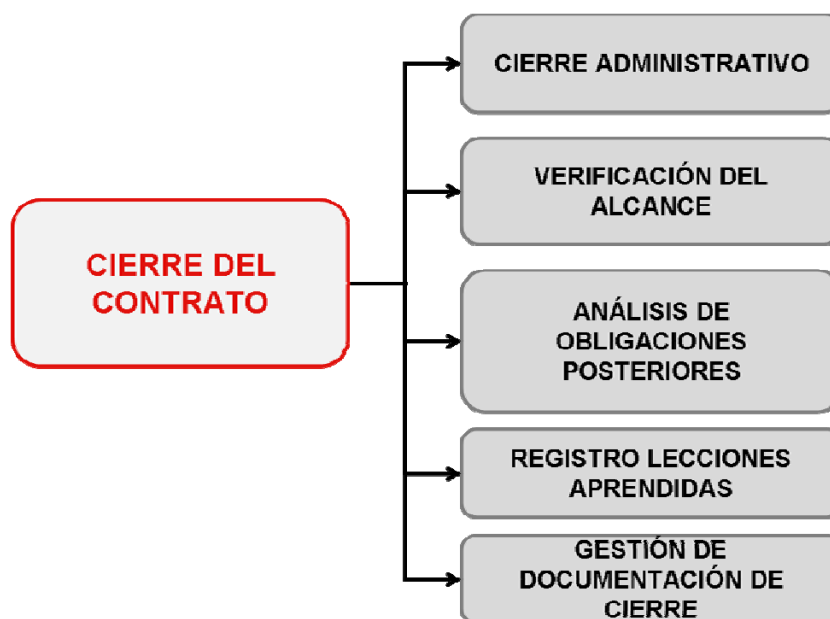 CIERRE DEL
CONTRATO
CIERRE ADMINISTRATIVO
VERIFICACIÓN DEL
ALCANCE
ANÁLISIS DE
OBLIGACIONES
POSTERIORES
REGISTRO LECCIONES
APRENDIDAS
GESTIÓN DE
DOCUMENTACIÓN DE
CIERRE